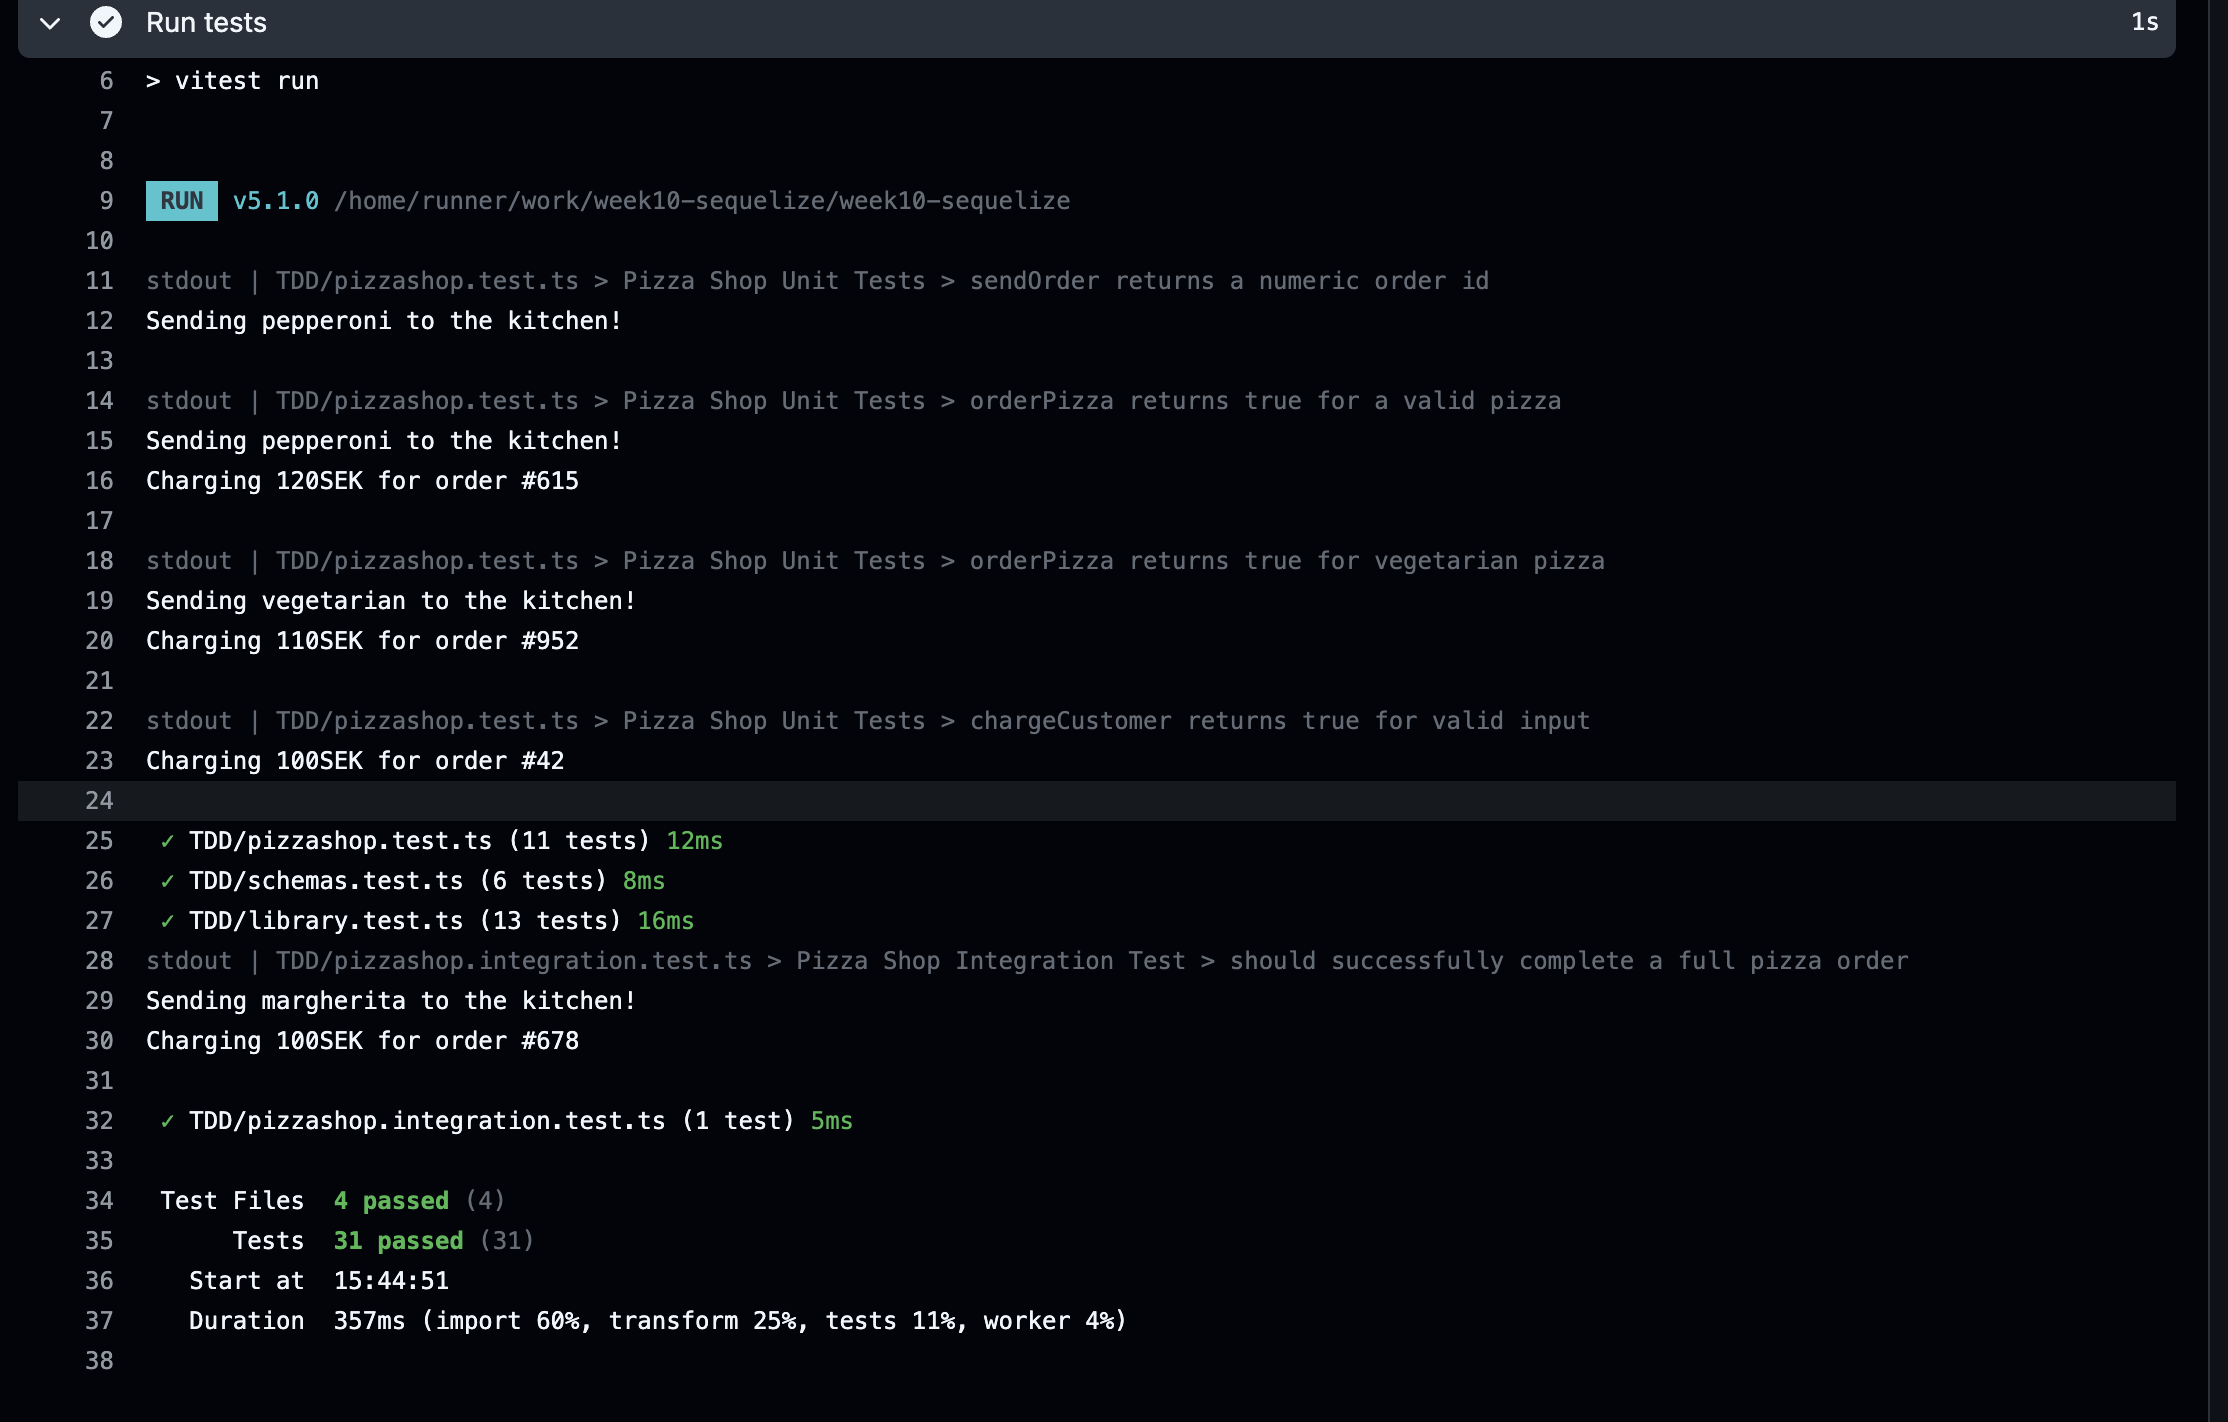 Run tests 1s
6 > vitest run
7
8
9 RUN v5.1.0 /home/runner/work/week10-sequelize/week10-sequelize
10
11 stdout | TDD/pizzashop.test.ts > Pizza Shop Unit Tests > sendOrder returns a numeric order id
12 Sending pepperoni to the kitchen!
13
14 stdout | TDD/pizzashop.test.ts > Pizza Shop Unit Tests > orderPizza returns true for a valid pizza
15 Sending pepperoni to the kitchen!
16 Charging 120SEK for order #615
17
18 stdout | TDD/pizzashop.test.ts > Pizza Shop Unit Tests > orderPizza returns true for vegetarian pizza
19 Sending vegetarian to the kitchen!
20 Charging 110SEK for order #952
21
22 stdout | TDD/pizzashop.test.ts > Pizza Shop Unit Tests > chargeCustomer returns true for valid input
23 Charging 100SEK for order #42
24
25 ✓ TDD/pizzashop.test.ts (11 tests) 12ms
26 ✓ TDD/schemas.test.ts (6 tests) 8ms
27 ✓ TDD/library.test.ts (13 tests) 16ms
28 stdout | TDD/pizzashop.integration.test.ts > Pizza Shop Integration Test > should successfully complete a full pizza order
29 Sending margherita to the kitchen!
30 Charging 100SEK for order #678
31
32 ✓ TDD/pizzashop.integration.test.ts (1 test) 5ms
33
34 Test Files 4 passed (4)
35 Tests 31 passed (31)
36 Start at 15:44:51
37 Duration 357ms (import 60%, transform 25%, tests 11%, worker 4%)
38